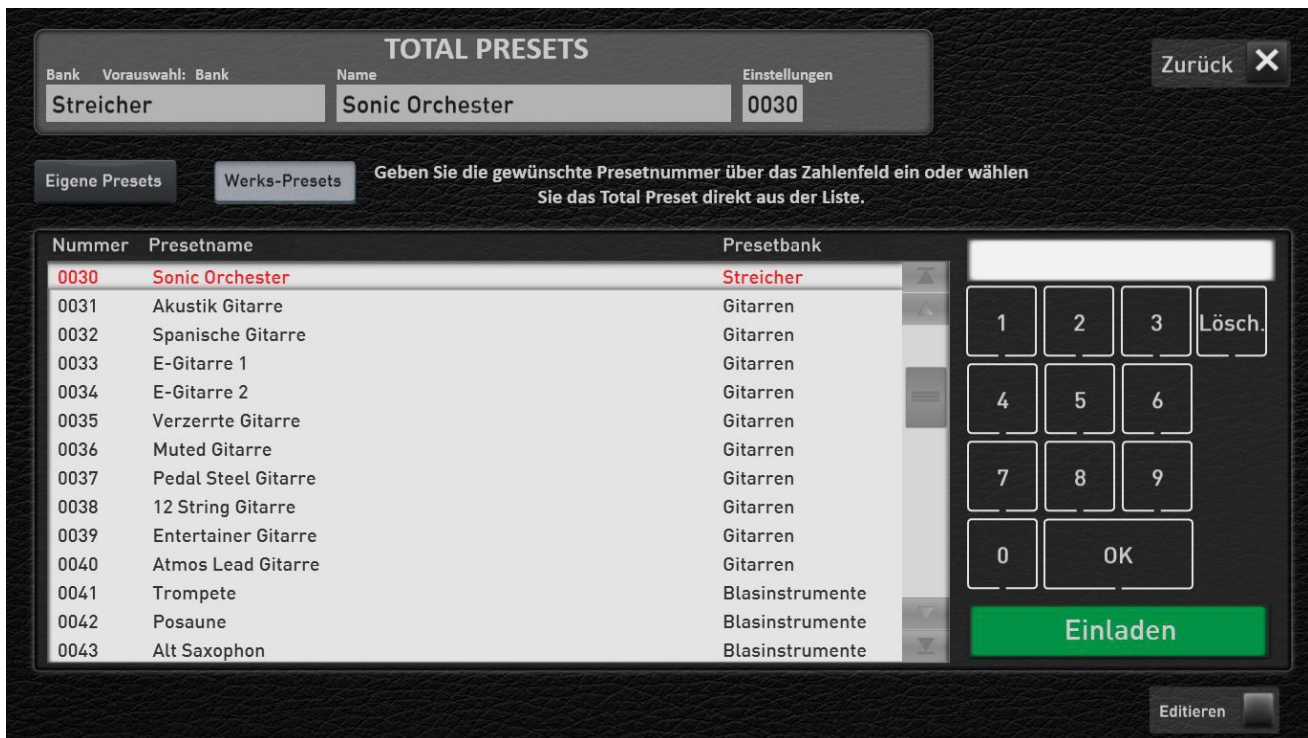 TOTAL PRESETS
Zurück
Bank Vorauswahl: Bank Name Einstellungen
Streicher Sonic Orchester 0030
Eigene Presets Werks-Presets
Geben Sie die gewünschte Presetnummer über das Zahlenfeld ein oder wählen
Sie das Total Preset direkt aus der Liste.
Nummer Presetname Presetbank
0030 Sonic Orchester Streicher
0031 Akustik Gitarre Gitarren
0032 Spanische Gitarre Gitarren
0033 E-Gitarre 1 Gitarren
0034 E-Gitarre 2 Gitarren
0035 Verzerrte Gitarre Gitarren
0036 Muted Gitarre Gitarren
0037 Pedal Steel Gitarre Gitarren
0038 12 String Gitarre Gitarren
0039 Entertainer Gitarre Gitarren
0040 Atmos Lead Gitarre Gitarren
0041 Trompete Blasinstrumente
0042 Posaune Blasinstrumente
0043 Alt Saxophon Blasinstrumente
1 2 3 Lösch.
4 5 6
7 8 9
0 OK
Einladen
Editieren